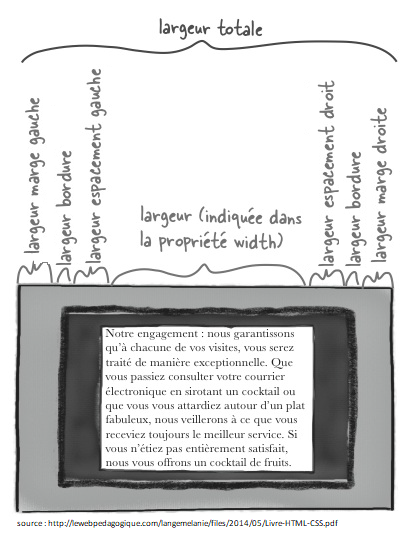 largeur totale
largeur marge gauche
largeur bordure
largeur espacement gauche
largeur (indiquée dans
la propriété width)
largeur espacement droit
largeur bordure
largeur marge droite
Notre engagement : nous garantissons
qu’à chacune de vos visites, vous serez
traité de manière exceptionnelle. Que
vous passiez consulter votre courrier
électronique en sirotant un cocktail ou
que vous vous attardiez autour d’un plat
fabuleux, nous veillerons à ce que vous
receviez toujours le meilleur service. Si
vous n’étiez pas entièrement satisfait,
nous vous offrons un cocktail de fruits.
source : http://lewebpedagogique.com/langemelanie/files/2014/05/Livre-HTML-CSS.pdf